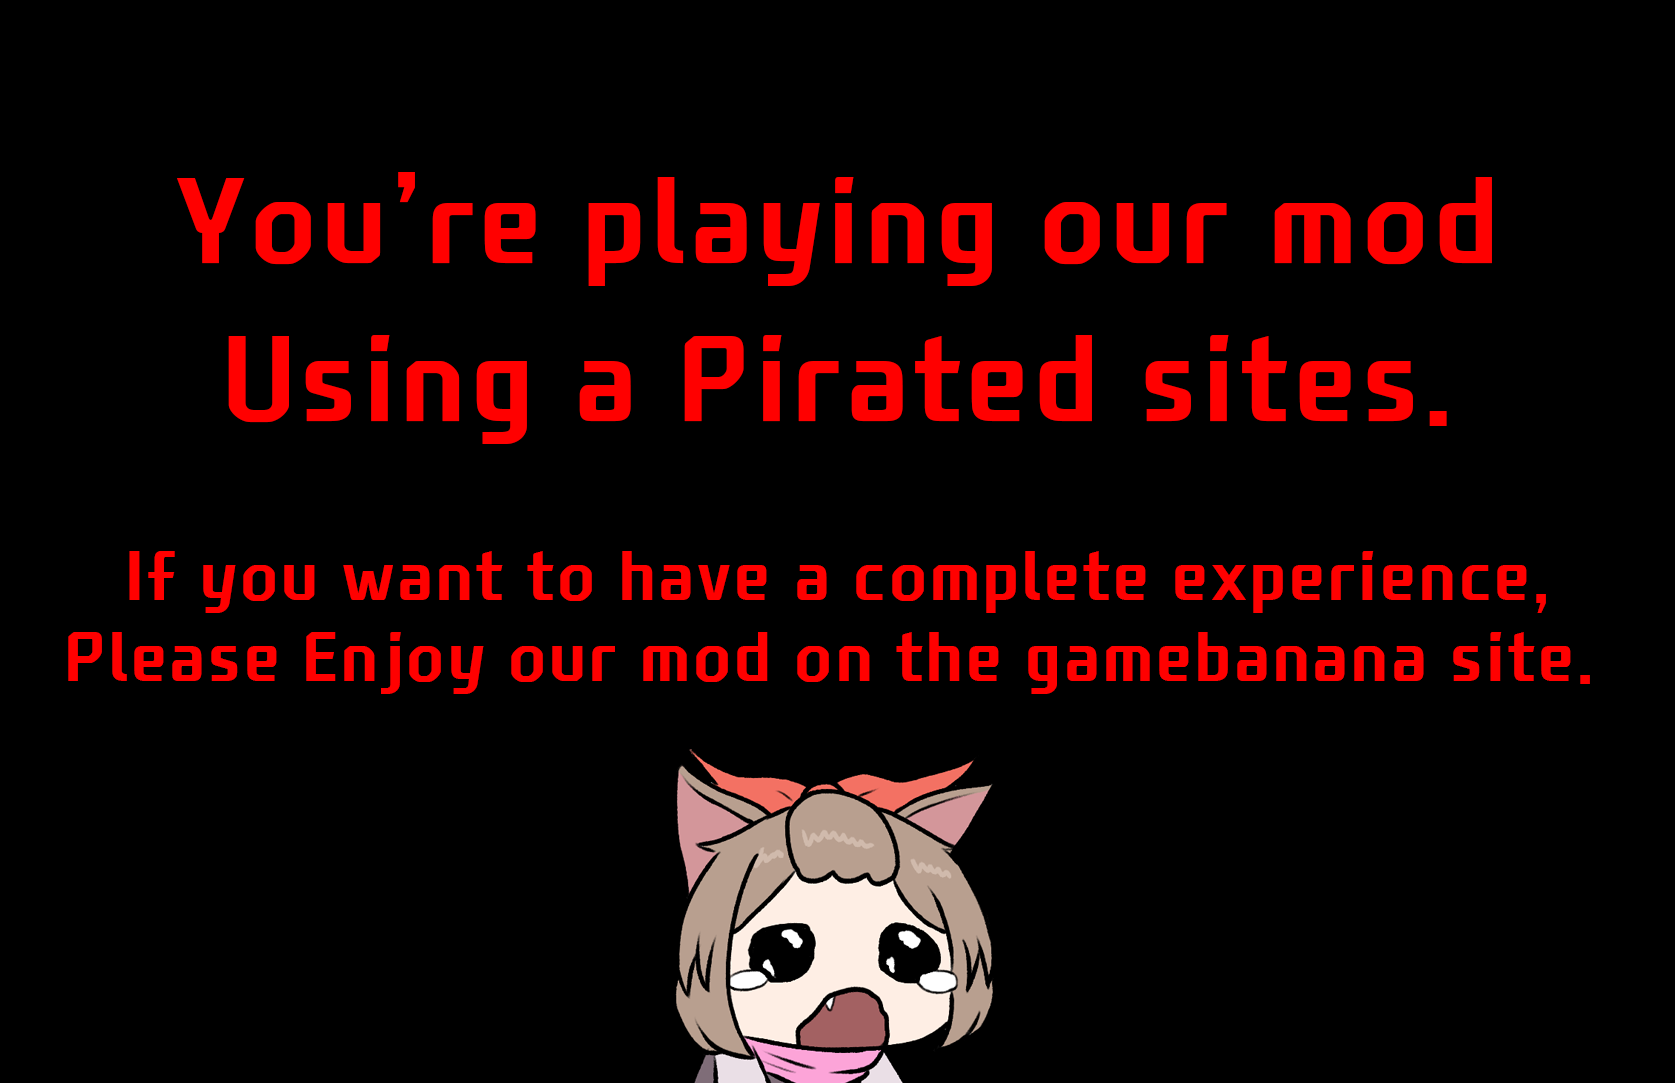 You’re playing our mod
Using a Pirated sites.
If you want to have a complete experience,
Please Enjoy our mod on the gamebanana site.